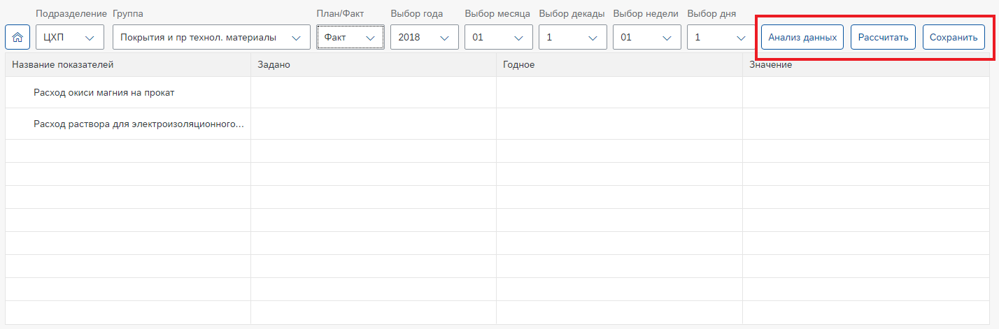 Подразделение Группа План/Факт Выбор года Выбор месяца Выбор декады Выбор недели Выбор дня
ЦХП Покрытия и пр технол. материалы Факт 2018 01 1 01 1 Анализ данных Рассчитать Сохранить
Название показателей Задано Годное Значение
Расход окиси магния на прокат
Расход раствора для электроизоляционного...